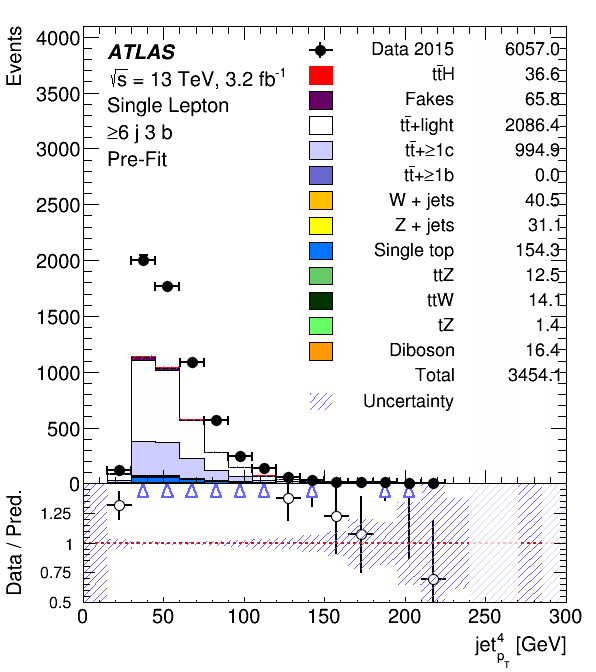 Events
4000
3500
3000
2500
2000
1500
1000
500
0
ATLAS
√s = 13 TeV, 3.2 fb⁻¹
Single Lepton
≥6 j 3 b
Pre-Fit
Data 2015 6057.0
tt̄H 36.6
Fakes 65.8
tt̄+light 2086.4
tt̄+≥1c 994.9
tt̄+≥1b 0.0
W + jets 40.5
Z + jets 31.1
Single top 154.3
ttZ 12.5
ttW 14.1
tZ 1.4
Diboson 16.4
Total 3454.1
Uncertainty
Data / Pred.
1.25
1
0.75
0.5
0 50 100 150 200 250 300
jet⁴_pT [GeV]